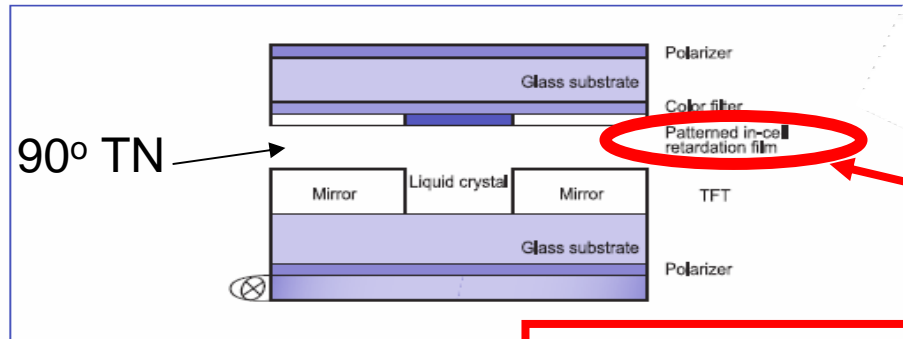 Polarizer
Glass substrate
Color filter
Patterned in-cell
retardation film
90º TN
Liquid crystal
Mirror
Mirror
TFT
Glass substrate
Polarizer